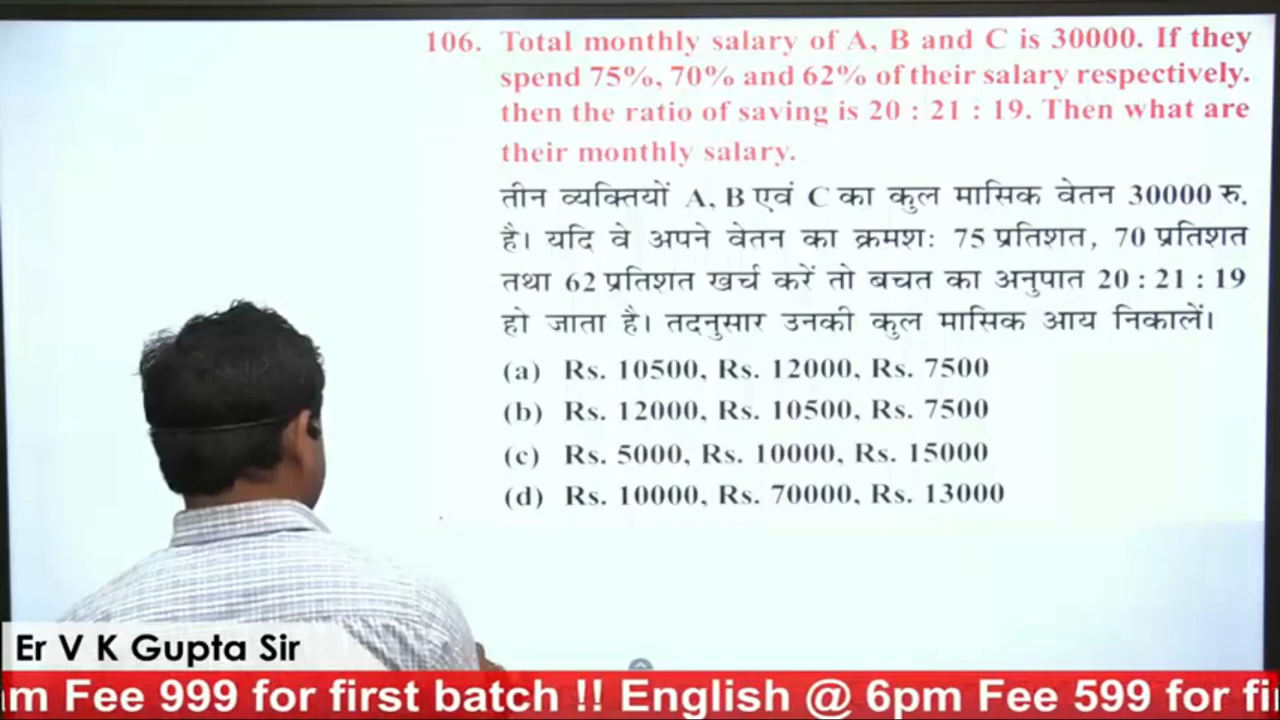 106. Total monthly salary of A, B and C is 30000. If they
spend 75%, 70% and 62% of their salary respectively.
then the ratio of saving is 20 : 21 : 19. Then what are
their monthly salary.
तीन व्यक्तियों A, B एवं C का कुल मासिक वेतन 30000 रु.
है। यदि वे अपने वेतन का क्रमशः 75 प्रतिशत, 70 प्रतिशत
तथा 62 प्रतिशत खर्च करें तो बचत का अनुपात 20 : 21 : 19
हो जाता है। तदनुसार उनकी कुल मासिक आय निकालें।
(a) Rs. 10500, Rs. 12000, Rs. 7500
(b) Rs. 12000, Rs. 10500, Rs. 7500
(c) Rs. 5000, Rs. 10000, Rs. 15000
(d) Rs. 10000, Rs. 70000, Rs. 13000
Er V K Gupta Sir
m Fee 999 for first batch !! English @ 6pm Fee 599 for fi